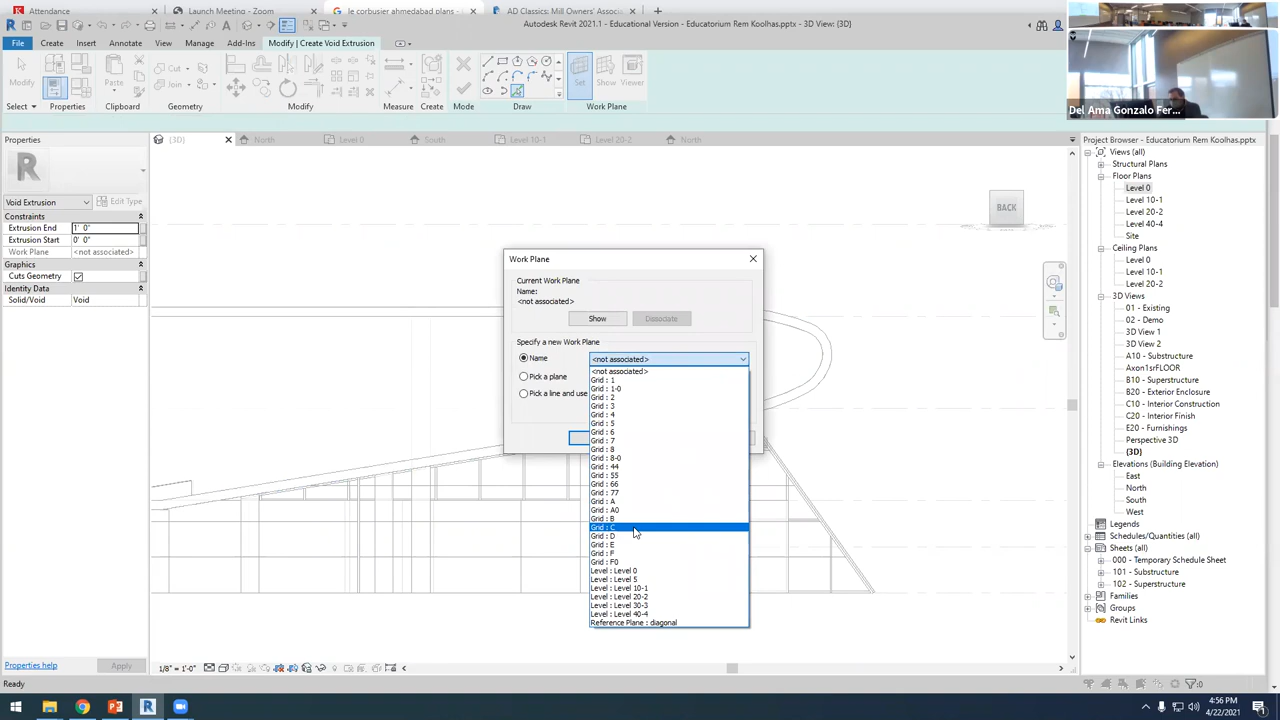 Attendance
Launch Meeting - Zoom
le corbusier ahmedabad plans -
AD Classics: Mill Owners' Associa
Autodesk Revit 2021.1 - Educational Version - Educatorium Rem Koolhas.pptx - 3D View: {3D}
File
Create
Insert
Annotate
View
Manage
Add-Ins
Modify | Create Void Extrusion
Modify
Paste
Cut
Join
Set
Show
Viewer
Select
Properties
Clipboard
Geometry
Modify
Measure
Create
Mode
Draw
Work Plane
Del Ama Gonzalo Fer...
{3D}
North
Level 0
South
Level 10-1
Level 20-2
North
Properties
Void Extrusion
Edit Type
Constraints
Extrusion End 1' 0"
Extrusion Start 0' 0"
Work Plane <not associated>
Graphics
Cuts Geometry
Identity Data
Solid/Void Void
Properties help
Apply
BACK
Work Plane
Current Work Plane
Name:
<not associated>
Show
Dissociate
Specify a new Work Plane
Name
<not associated>
Pick a plane
Pick a line and use
<not associated>
Grid : 1
Grid : 1-0
Grid : 2
Grid : 3
Grid : 4
Grid : 5
Grid : 6
Grid : 7
Grid : 8
Grid : 8-0
Grid : 44
Grid : 55
Grid : 66
Grid : 77
Grid : A
Grid : A0
Grid : B
Grid : C
Grid : D
Grid : E
Grid : F
Grid : F0
Level : Level 0
Level : Level 5
Level : Level 10-1
Level : Level 20-2
Level : Level 30-3
Level : Level 40-4
Reference Plane : diagonal
Project Browser - Educatorium Rem Koolhas.pptx
Views (all)
Structural Plans
Floor Plans
Level 0
Level 10-1
Level 20-2
Level 40-4
Site
Ceiling Plans
Level 0
Level 10-1
Level 20-2
3D Views
01 - Existing
02 - Demo
3D View 1
3D View 2
A10 - Substructure
Axon1srFLOOR
B10 - Superstructure
B20 - Exterior Enclosure
C10 - Interior Construction
C20 - Interior Finish
E20 - Furnishings
Perspective 3D
{3D}
Elevations (Building Elevation)
East
North
South
West
Legends
Schedules/Quantities (all)
Sheets (all)
000 - Temporary Schedule Sheet
101 - Substructure
102 - Superstructure
Families
Groups
Revit Links
1/8" = 1'-0"
Ready
:0
4:56 PM
4/22/2021